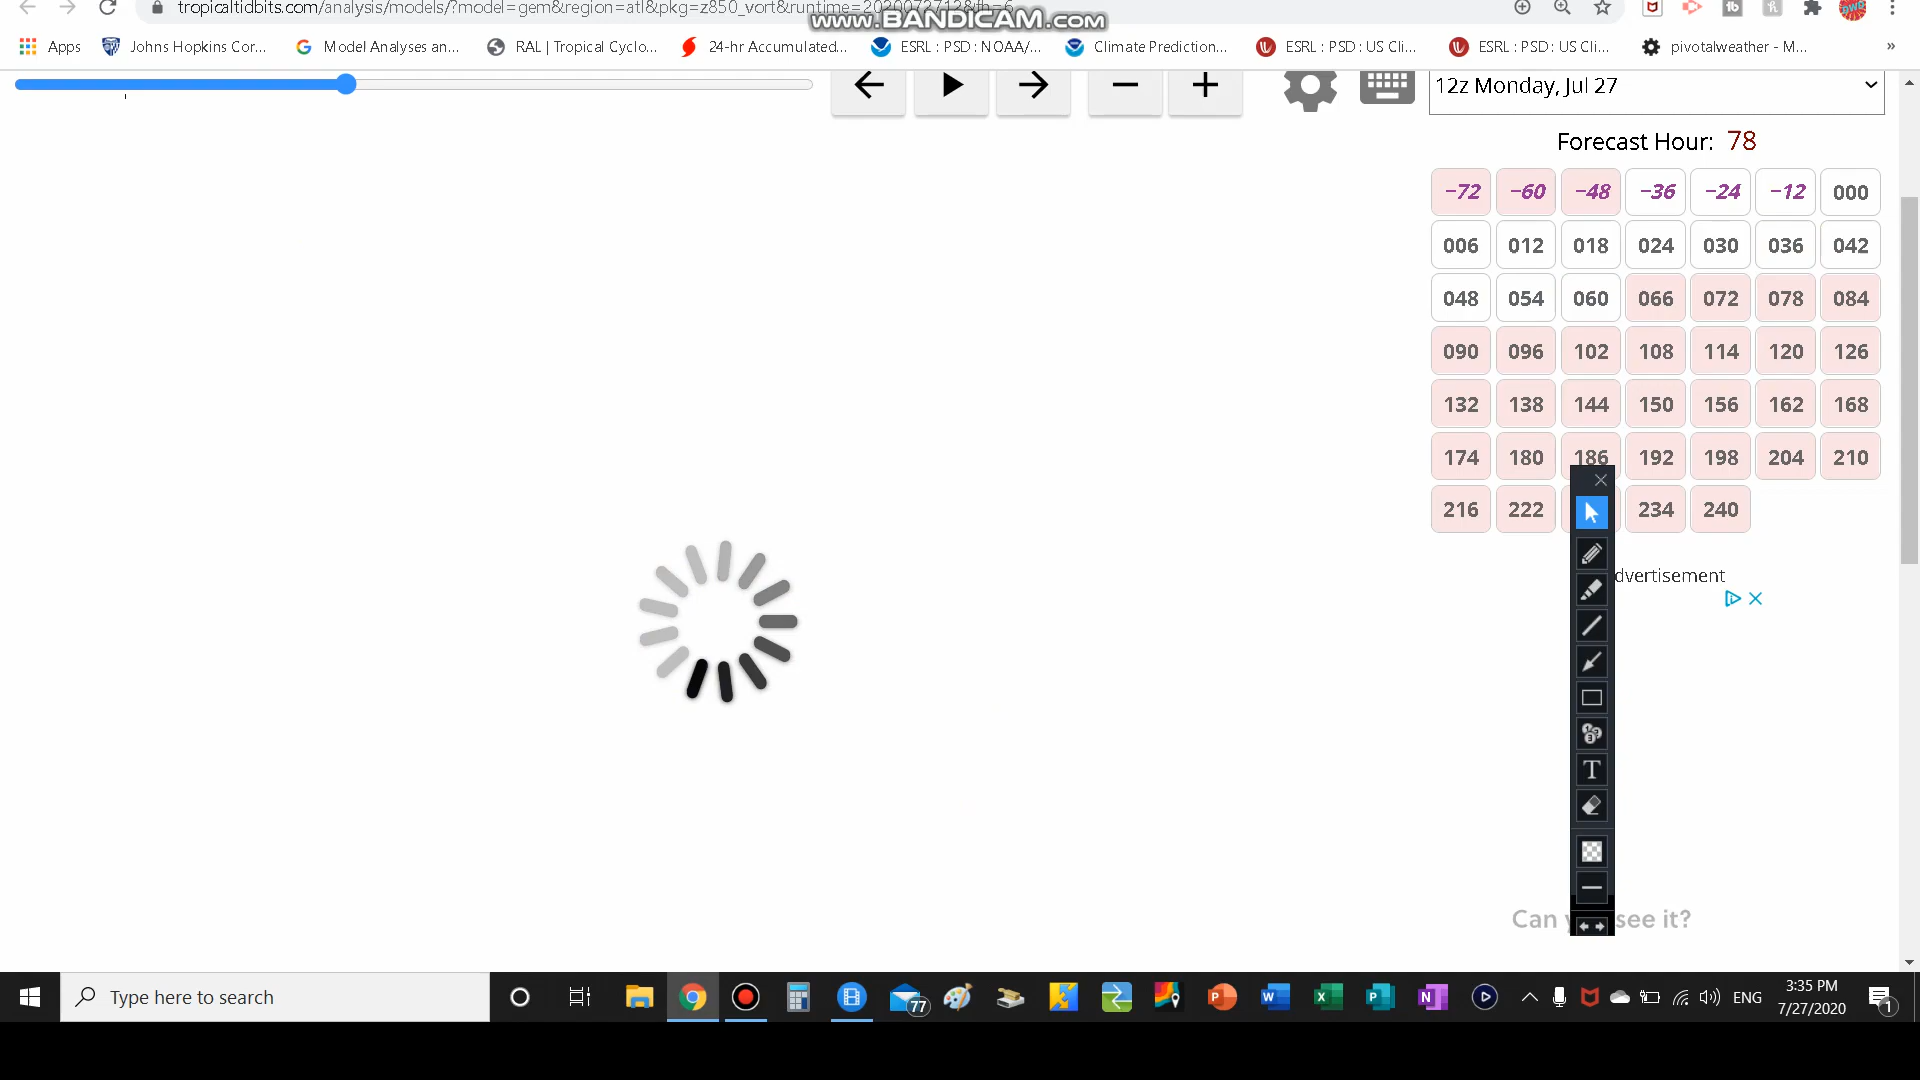 tropicaltidbits.com/analysis/models/?model=gem&region=atl&pkg=z850_vort&runtime=2020072712&fh=6
www.BANDICAM.com
Apps Johns Hopkins Cor... Model Analyses an... RAL | Tropical Cyclo... 24-hr Accumulated... ESRL : PSD : NOAA/... Climate Prediction... ESRL : PSD : US Cli... ESRL : PSD : US Cli... pivotalweather - M... »
12z Monday, Jul 27
Forecast Hour: 78
−72 −60 −48 −36 −24 −12 000
006 012 018 024 030 036 042
048 054 060 066 072 078 084
090 096 102 108 114 120 126
132 138 144 150 156 162 168
174 180 186 192 198 204 210
216 222 234 240
dvertisement
T
Can see it?
Type here to search
77
ENG
3:35 PM
7/27/2020
1